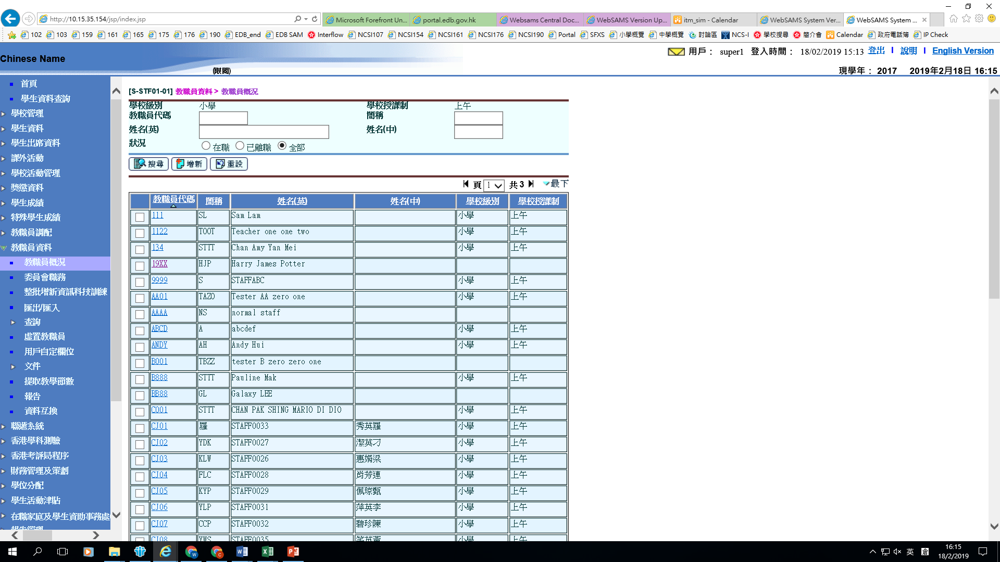 http://10.15.35.154/jsp/index.jsp
Microsoft Forefront Un...
portal.edb.gov.hk
Websams Central Doc...
WebSAMS Version Up...
itm_sim - Calendar
WebSAMS System Ver...
WebSAMS System ...
102 103 159 161 165 175 176 190 EDB_end EDB SAM Interflow NCSI107 NCSI154 NCSI161 NCSI176 NCSI190 Portal SFXS 小學概覽 中學概覽 討論區 NCS-I 學校搜尋 簡介會 Calendar 政府電話簿 IP Check
Chinese Name
(限閱)
用戶： super1 登入時間： 18/02/2019 15:13 登出 | 說明 | English Version
現學年： 2017 2019年2月18日 16:15
首頁
學生資料查詢
學校管理
學生資料
學生出席資料
課外活動
學校活動管理
獎懲資料
學生成績
特殊學生成績
教職員調配
教職員資料
教職員概況
委員會職務
整批增新資訊科技訓練
匯出/匯入
查詢
虛置教職員
用戶自定欄位
文件
提取教學節數
報告
資料互換
聯遞系統
香港學科測驗
香港考評局程序
財務管理及策劃
學位分配
學生活動津貼
在職家庭及學生資助事務處
報告管理
[S-STF01-01] 教職員資料 > 教職員概況
學校級別 小學 學校授課制 上午
教職員代碼 簡稱
姓名(英) 姓名(中)
狀況 在職 已離職 全部
搜尋 增新 重設
頁 1 共 3 最下
教職員代碼 簡稱 姓名(英) 姓名(中) 學校級別 學校授課制
111 SL Sam Lam 小學 上午
1122 TOOT Teacher one one two 小學 上午
134 STTT Chan Amy Yan Mei 小學 上午
19XX HJP Harry James Potter
9999 S STAFFABC 小學 上午
AA01 TAZO Tester AA zero one 小學 上午
AAAA NS normal staff
ABCD A abcdef 小學 上午
ANDY AH Andy Hui 小學 上午
B001 TBZZ tester B zero zero one
B888 STTT Pauline Mak 小學 上午
BB88 GL Galaxy LEE
C001 STTT CHAN PAK SHING MARIO DI DIO 小學 上午
CJ01 羅 STAFF0033 秀英羅 小學 上午
CJ02 YDK STAFF0027 潔英刁 小學 上午
CJ03 KLW STAFF0026 惠娟梁 小學 上午
CJ04 FLC STAFF0028 芳連 小學 上午
CJ05 KYP STAFF0029 佩琼甄 小學 上午
CJ06 YLP STAFF0031 萍英李 小學 上午
CJ07 CCP STAFF0032 碧珍陳 小學 上午
CJ08 YWS STAFF0035 笑英黃 小學 上午
英
16:15
18/2/2019